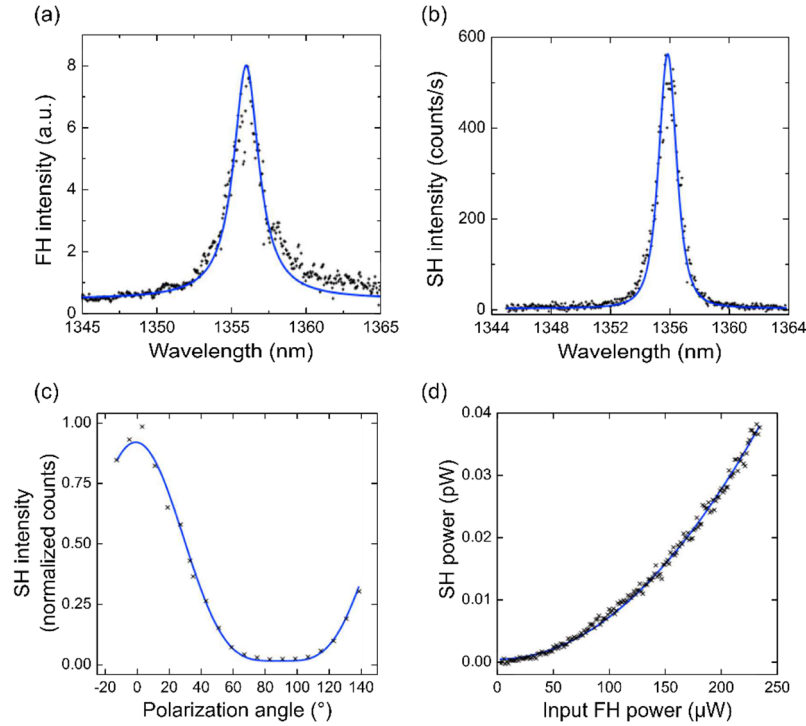 (a)
FH intensity (a.u.)
8
6
4
2
0
1345 1350 1355 1360 1365
Wavelength (nm)
(b)
SH intensity (counts/s)
600
400
200
0
1344 1348 1352 1356 1360 1364
Wavelength (nm)
(c)
SH intensity
(normalized counts)
1.00
0.75
0.50
0.25
0.00
-20 0 20 40 60 80 100 120 140
Polarization angle (°)
(d)
SH power (pW)
0.04
0.03
0.02
0.01
0
0 50 100 150 200 250
Input FH power (μW)